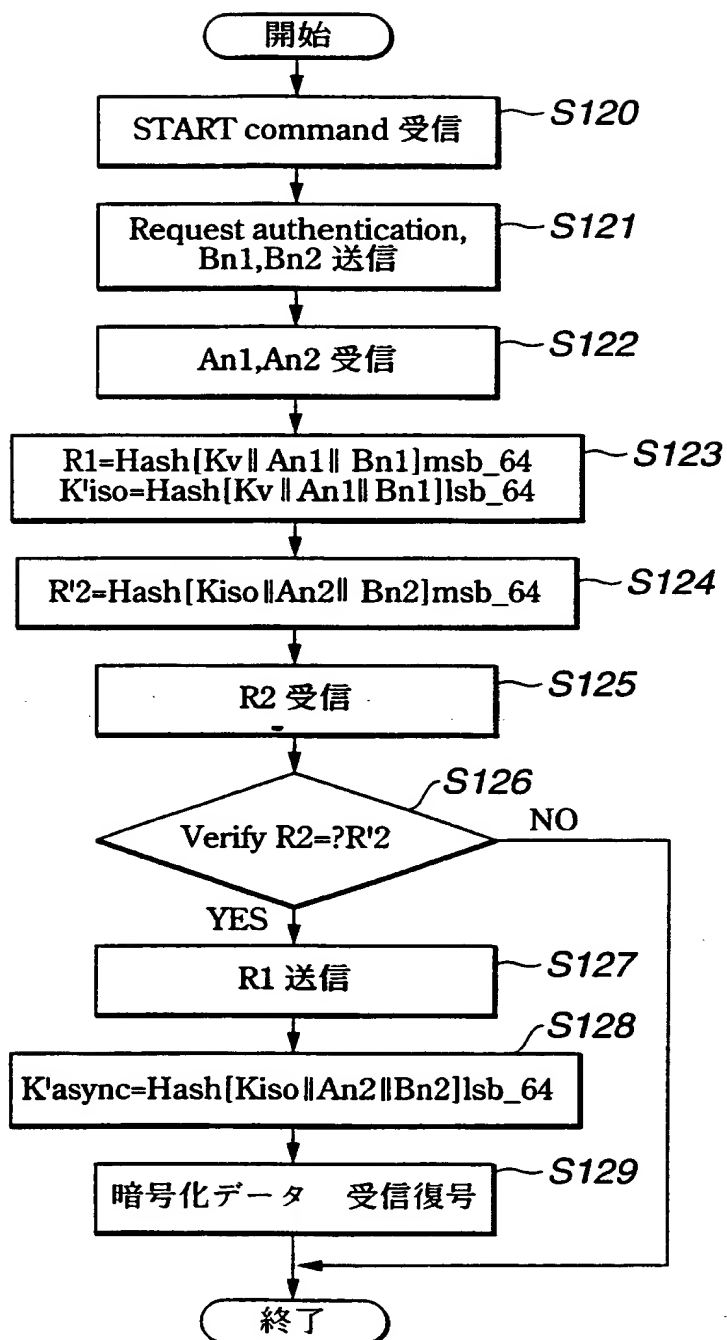 開始
START command 受信
S120
Request authentication,
Bn1,Bn2 送信
S121
An1,An2 受信
S122
R1=Hash[Kv || An1 || Bn1]msb_64
K'iso=Hash[Kv || An1 || Bn1]lsb_64
S123
R'2=Hash[Kiso || An2 || Bn2]msb_64
S124
R2 受信
S125
S126
Verify R2=?R'2
NO
YES
R1 送信
S127
S128
K'async=Hash[Kiso || An2 || Bn2]lsb_64
S129
暗号化データ 受信復号
終了